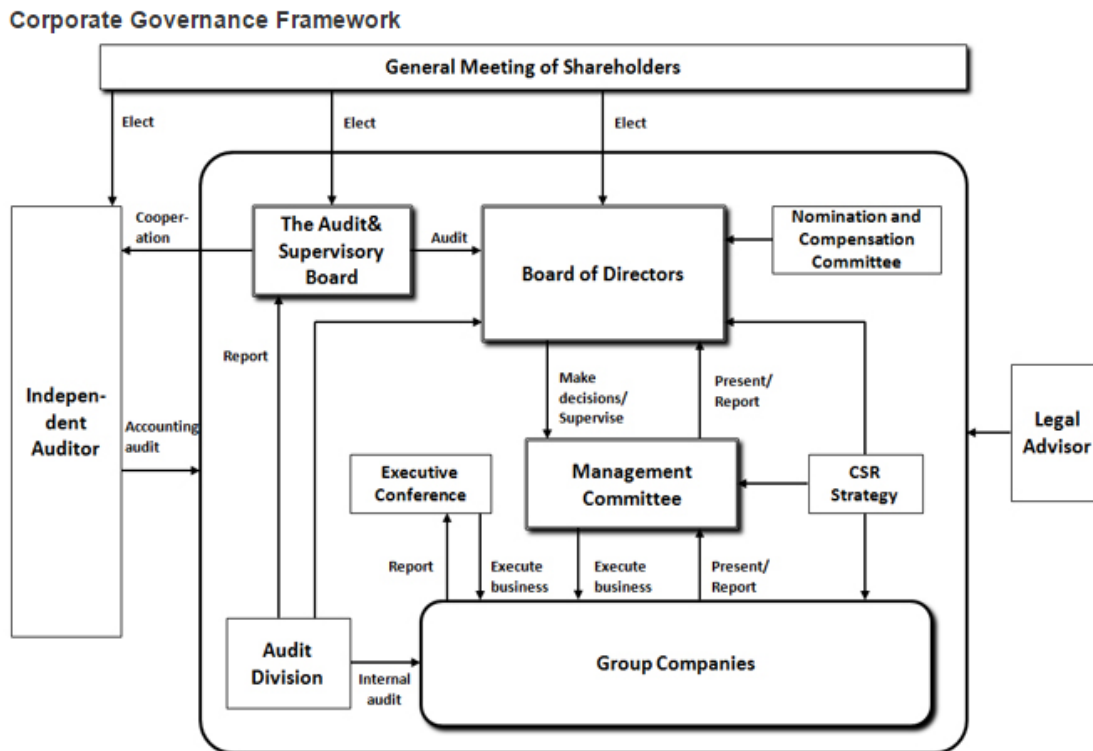 Corporate Governance Framework
General Meeting of Shareholders
Elect
Elect
Elect
Cooper-
ation
The Audit&
Supervisory
Board
Audit
Board of Directors
Nomination and
Compensation
Committee
Report
Indepen-
dent
Auditor
Accounting
audit
Make
decisions/
Supervise
Present/
Report
Legal
Advisor
Executive
Conference
Management
Committee
CSR
Strategy
Report
Execute
business
Execute
business
Present/
Report
Audit
Division
Internal
audit
Group Companies